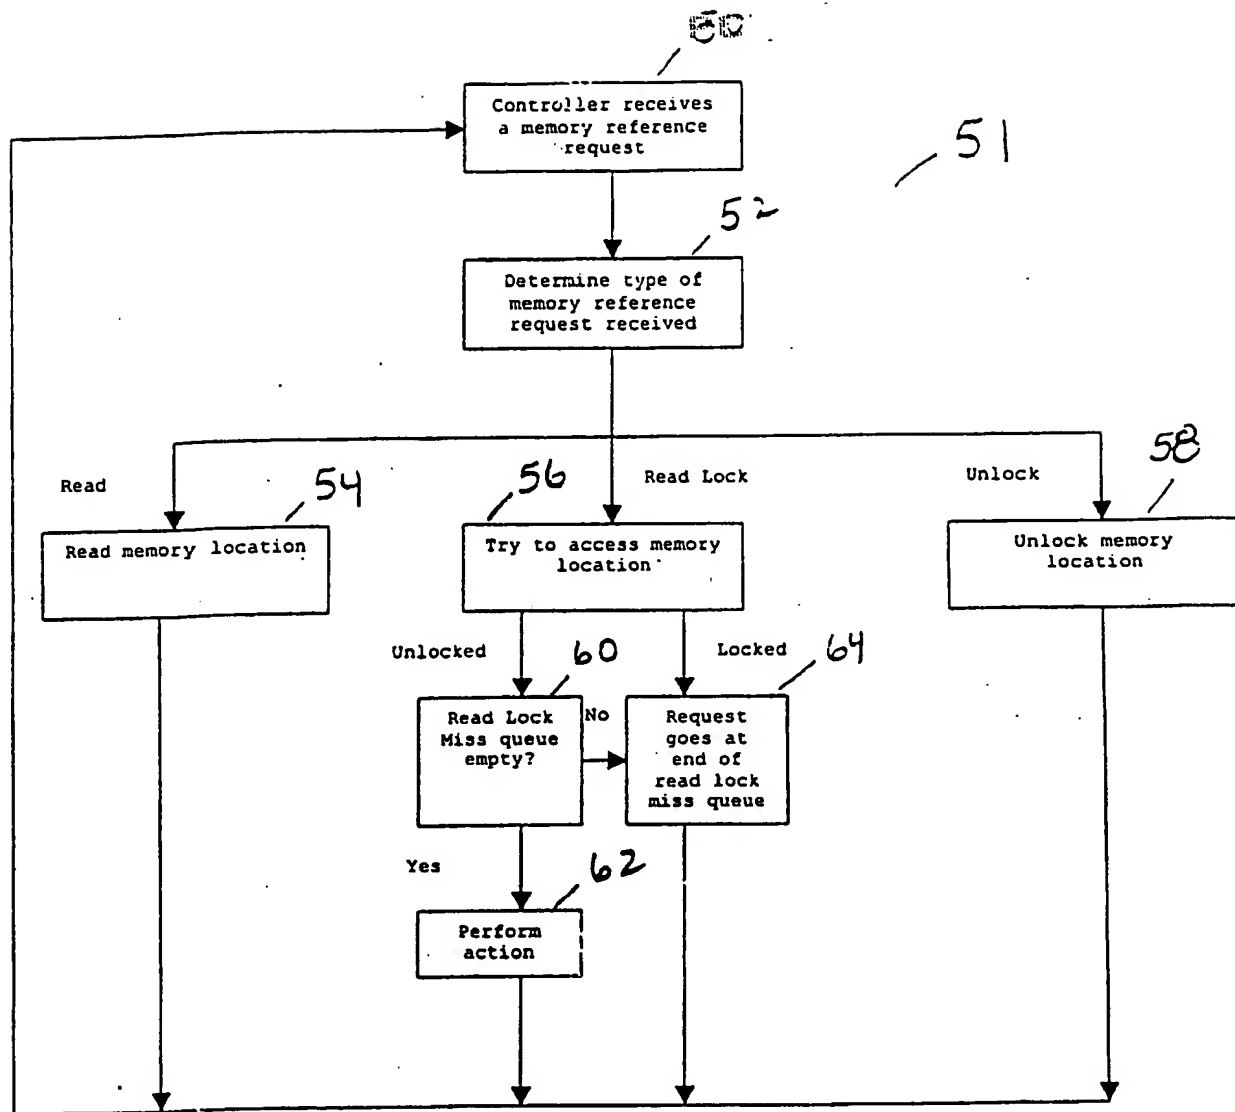 Controller receives
a memory reference
request
51
52
Determine type of
memory reference
request received
Read
54
56
Read Lock
Unlock
58
Read memory location
Try to access memory
location
Unlock memory
location
Unlocked
60
Locked
64
Read Lock
Miss queue
empty?
No
Request
goes at
end of
read lock
miss queue
Yes
62
Perform
action